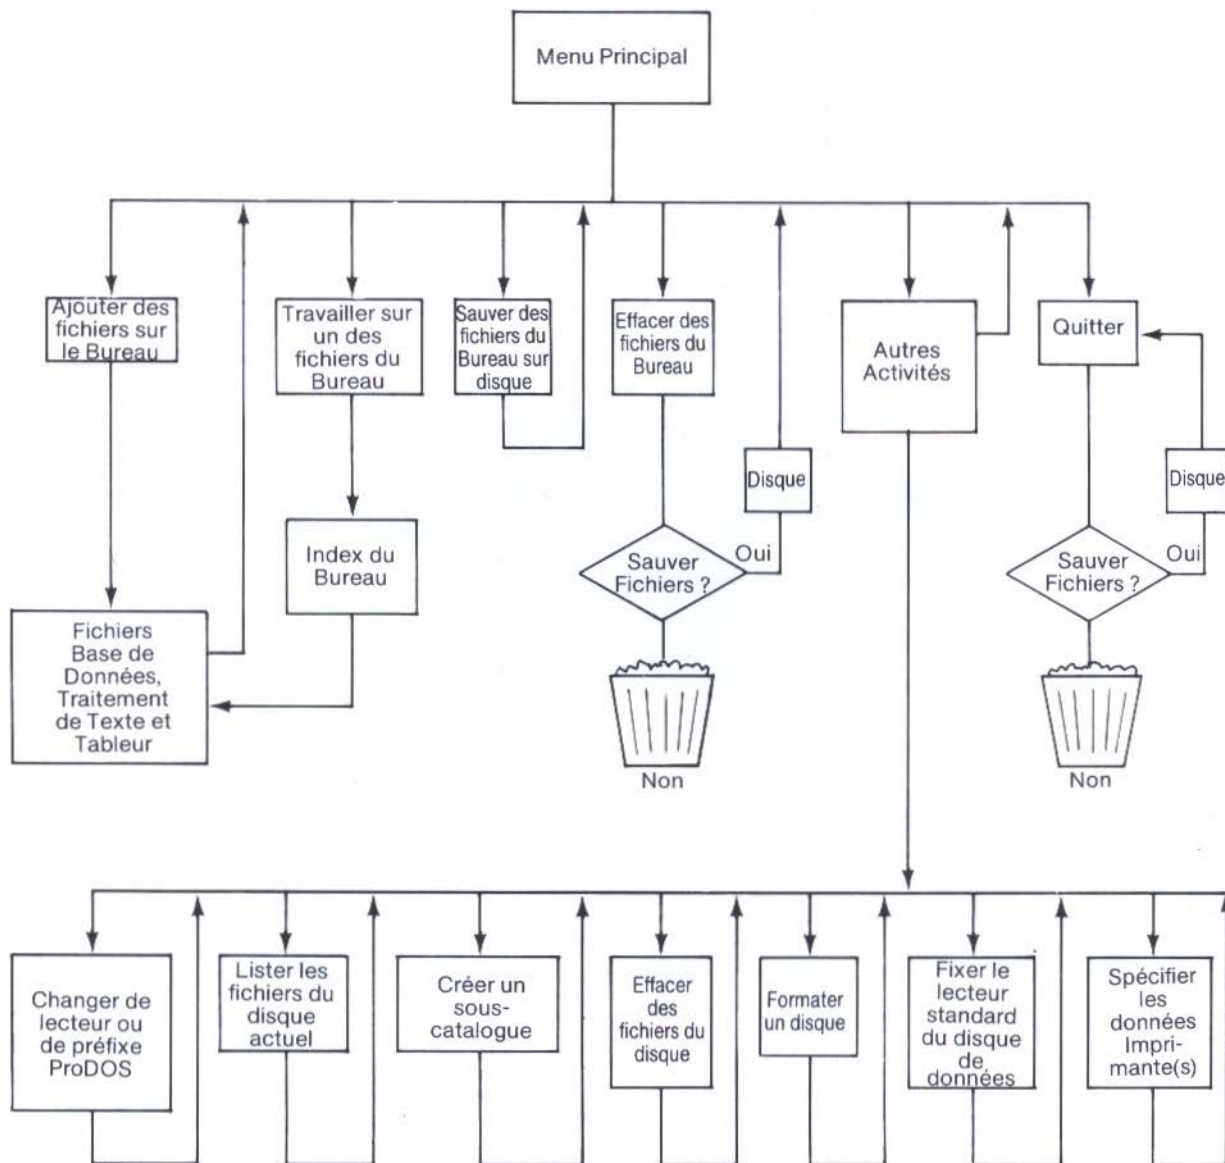 Menu Principal
Ajouter des
fichiers sur
le Bureau
Travailler sur
un des
fichiers du
Bureau
Sauver des
fichiers du
Bureau sur
disque
Effacer des
fichiers du
Bureau
Autres
Activités
Quitter
Disque
Disque
Index du
Bureau
Sauver
Fichiers ?
Oui
Sauver
Fichiers ?
Oui
Fichiers
Base de
Données,
Traitement
de Texte et
Tableur
Non
Non
Changer de
lecteur ou
de préfixe
ProDOS
Lister les
fichiers du
disque
actuel
Créer un
sous-
catalogue
Effacer
des
fichiers du
disque
Formater
un disque
Fixer le
lecteur
standard
du disque
de
données
Spécifier
les
données
Impri-
mante(s)